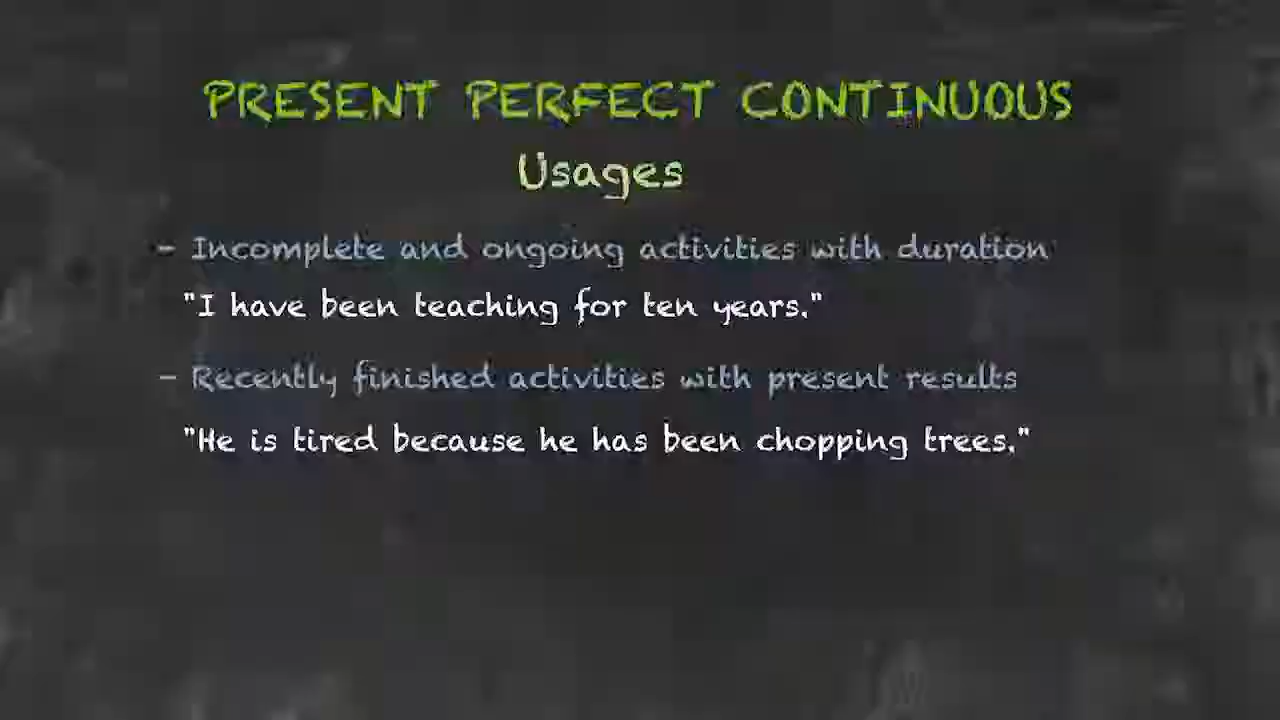 PRESENT PERFECT CONTINUOUS
Usages
- Incomplete and ongoing activities with duration
"I have been teaching for ten years."
- Recently finished activities with present results
"He is tired because he has been chopping trees."